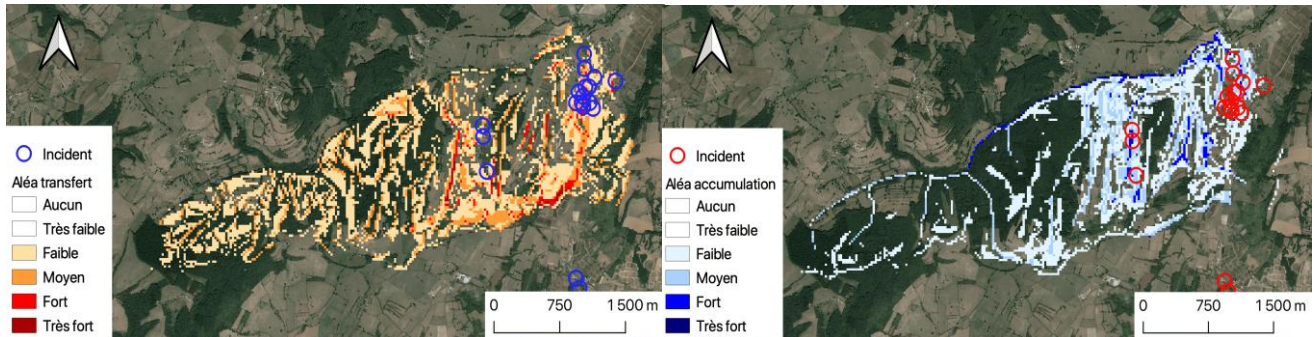 Incident
Aléa transfert
Aucun
Très faible
Faible
Moyen
Fort
Très fort
0 750 1 500 m
Incident
Aléa accumulation
Aucun
Très faible
Faible
Moyen
Fort
Très fort
0 750 1 500 m